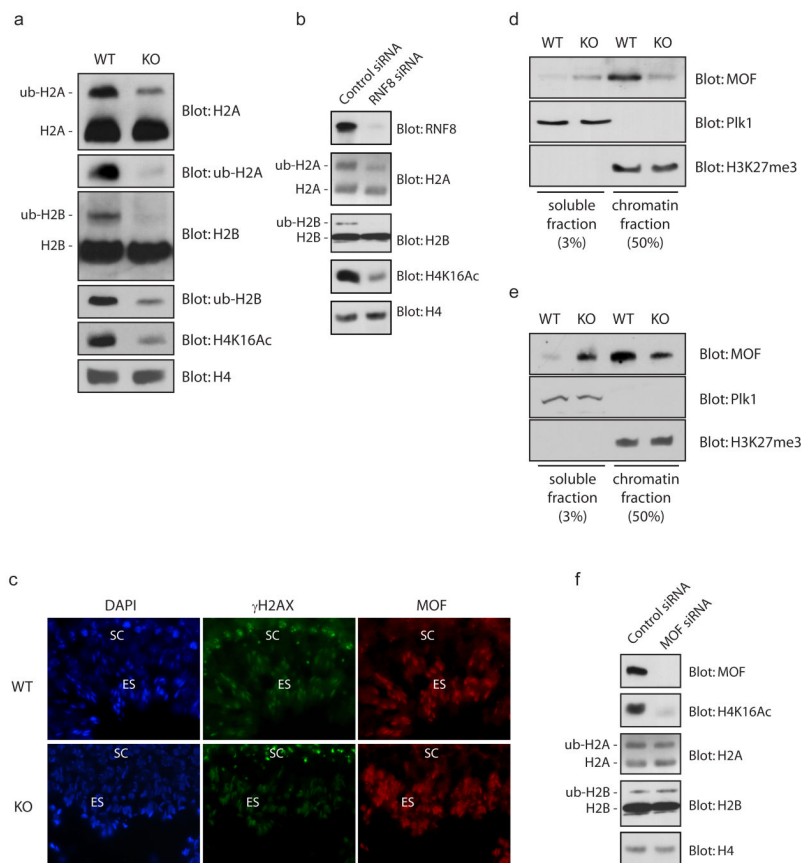 a
WT KO
ub-H2A -
H2A -
Blot: H2A
Blot: ub-H2A
ub-H2B -
H2B -
Blot: H2B
Blot: ub-H2B
Blot: H4K16Ac
Blot: H4
b
Control siRNA
RNF8 siRNA
Blot: RNF8
ub-H2A -
H2A -
Blot: H2A
ub-H2B -
H2B -
Blot: H2B
Blot: H4K16Ac
Blot: H4
d
WT KO WT KO
Blot: MOF
Blot: Plk1
Blot: H3K27me3
soluble fraction (3%)
chromatin fraction (50%)
e
WT KO WT KO
Blot: MOF
Blot: Plk1
Blot: H3K27me3
soluble fraction (3%)
chromatin fraction (50%)
c
DAPI γH2AX MOF
WT
SC SC SC
ES ES ES
KO
SC SC SC
ES ES ES
f
Control siRNA
MOF siRNA
Blot: MOF
Blot: H4K16Ac
ub-H2A -
H2A -
Blot: H2A
ub-H2B -
H2B -
Blot: H2B
Blot: H4